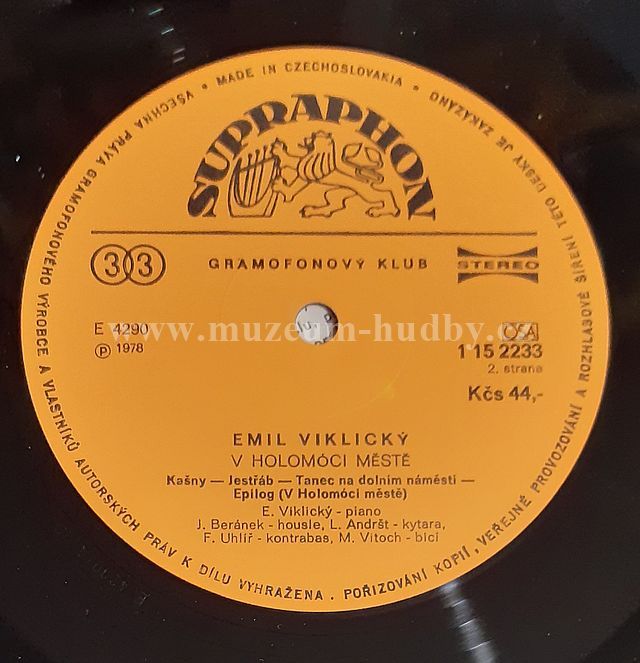 VŠECHNA PRÁVA GRAMOFONOVÉHO VÝROBCE A VLASTNÍKŮ AUTORSKÝCH PRÁV K DÍLU VYHRAŽENA. POŘIZOVÁNÍ KOPIÍ, VEŘEJNÉ PROVOZOVÁNÍ A ROZHLASOVÉ ŠÍŘENÍ TÉTO DESKY JE ZAKÁZÁNO
• MADE IN CZECHOSLOVAKIA •
SUPRAPHON
33 GRAMOFONOVÝ KLUB STEREO
www.muzeum-hudby.cz
E 4290 OSA
Ⓟ 1978 1 15 2233
2. strana
Kčs 44,-
EMIL VIKLICKÝ
V HOLOMÓCI MĚSTĚ
Kašny — Jestřáb — Tanec na dolním náměstí —
Epilog (V Holomóci městě)
E. Viklický - piano
J. Beránek - housle, L. Andršt - kytara,
F. Uhlíř - kontrabas, M. Vitoch - bicí